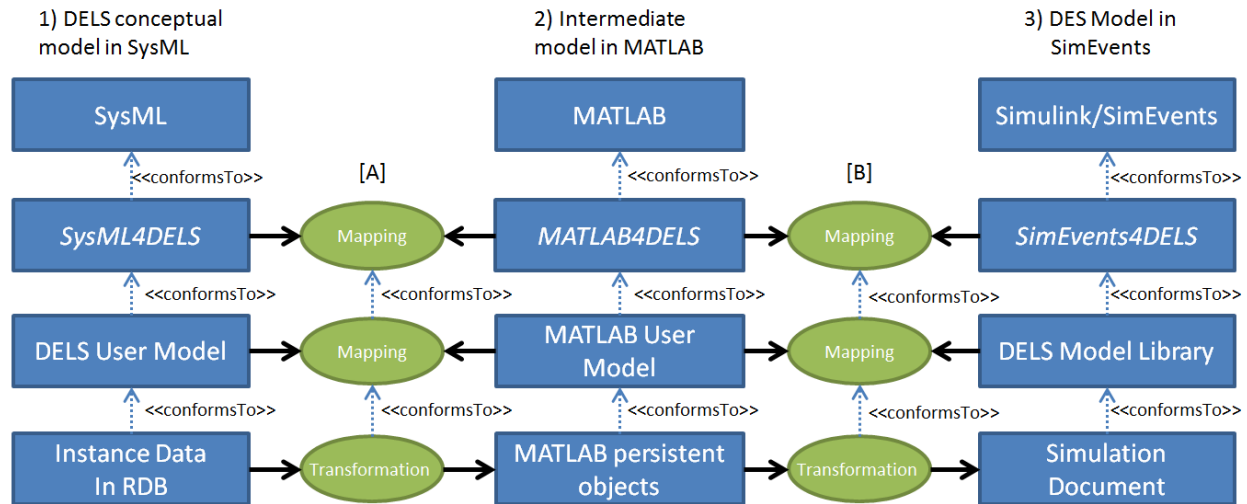 1) DELS conceptual
model in SysML
2) Intermediate
model in MATLAB
3) DES Model in
SimEvents
SysML
MATLAB
Simulink/SimEvents
<<conformsTo>>
[A]
<<conformsTo>>
[B]
<<conformsTo>>
SysML4DELS
Mapping
MATLAB4DELS
Mapping
SimEvents4DELS
<<conformsTo>>
<<conformsTo>>
<<conformsTo>>
<<conformsTo>>
<<conformsTo>>
DELS User Model
Mapping
MATLAB User
Model
Mapping
DELS Model Library
<<conformsTo>>
<<conformsTo>>
<<conformsTo>>
<<conformsTo>>
<<conformsTo>>
Instance Data
In RDB
Transformation
MATLAB persistent
objects
Transformation
Simulation
Document